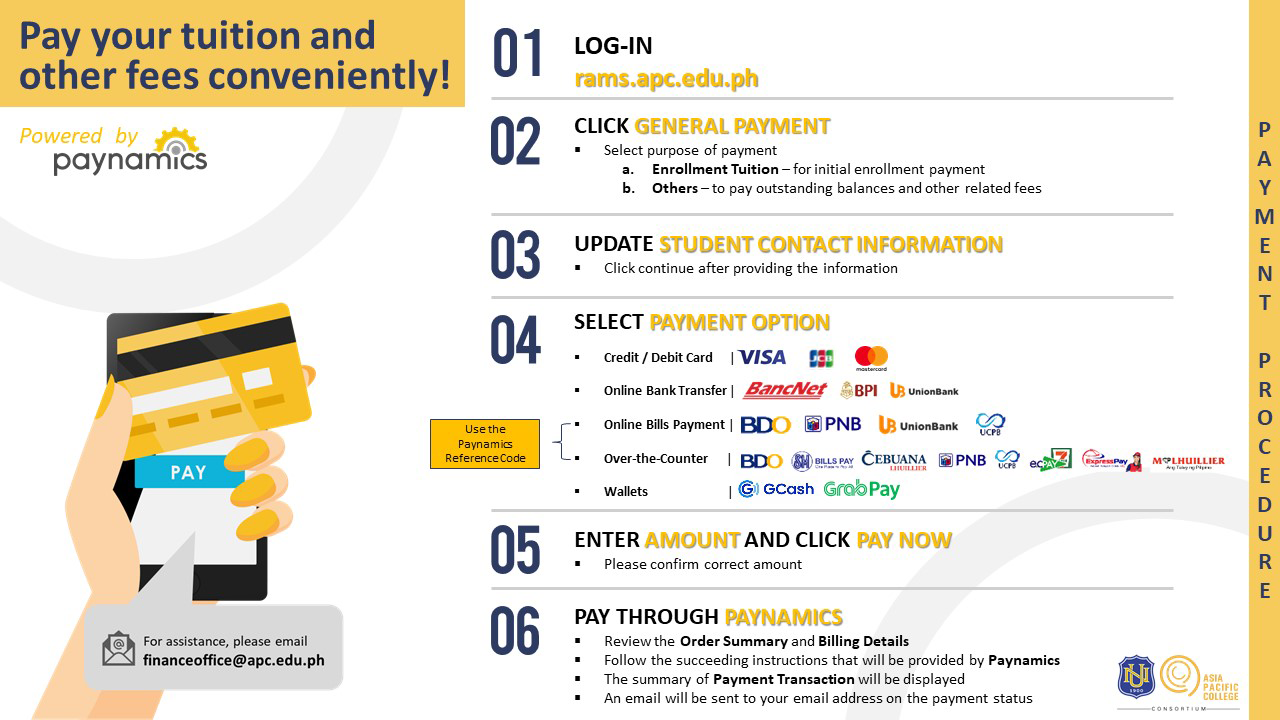 Pay your tuition and
other fees conveniently!
Powered by
paynamics
PAY
For assistance, please email
financeoffice@apc.edu.ph
01
LOG-IN
rams.apc.edu.ph
02
CLICK GENERAL PAYMENT
▪ Select purpose of payment
a. Enrollment Tuition – for initial enrollment payment
b. Others – to pay outstanding balances and other related fees
03
UPDATE STUDENT CONTACT INFORMATION
▪ Click continue after providing the information
04
SELECT PAYMENT OPTION
▪ Credit / Debit Card | VISA JCB mastercard
▪ Online Bank Transfer | BancNet BPI UB UnionBank
▪ Online Bills Payment | BDO PNB UB UnionBank UCPB
▪ Over-the-Counter | BDO SM BILLS PAY CEBUANA LHUILLIER PNB UCPB ecPAY 7 ExpressPay M LHUILLIER
Ang Tulay ng Pilipino
▪ Wallets | GCash GrabPay
Use the
Paynamics
Reference Code
05
ENTER AMOUNT AND CLICK PAY NOW
▪ Please confirm correct amount
06
PAY THROUGH PAYNAMICS
▪ Review the Order Summary and Billing Details
▪ Follow the succeeding instructions that will be provided by Paynamics
▪ The summary of Payment Transaction will be displayed
▪ An email will be sent to your email address on the payment status
NU
1900
ASIA
PACIFIC
COLLEGE
CONSORTIUM
PAYMENT PROCEDURE